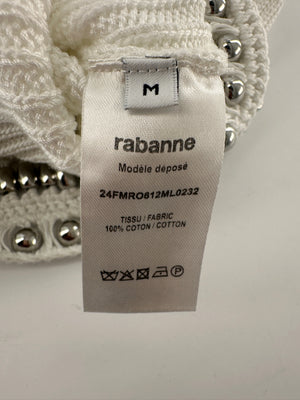 M
rabanne
Modèle déposé
24FMRO612ML0232
TISSU / FABRIC
100% COTON / COTTON